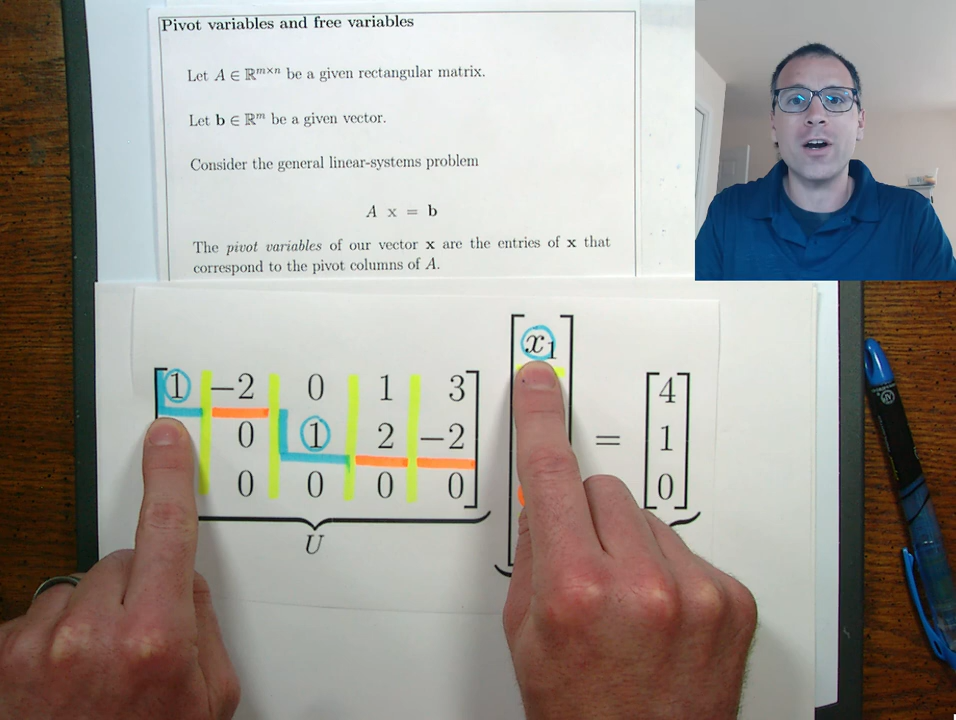 Pivot variables and free variables
Let A ∈ ℝ^{m×n} be a given rectangular matrix.
Let b ∈ ℝ^m be a given vector.
Consider the general linear-systems problem
A x = b
The pivot variables of our vector x are the entries of x that
correspond to the pivot columns of A.
1 −2 0 1 3 x₁ 4
0 1 2 −2 = 1
0 0 0 0 0
U